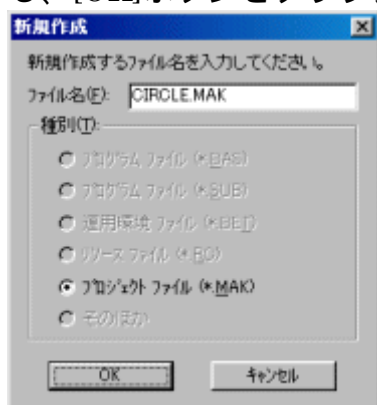 新規作成
新規作成するファイル名を入力してください。
ファイル名(F): CIRCLE.MAK
種別(T):
プログラム ファイル (*.BAS)
プログラム ファイル (*.SUB)
運用環境 ファイル (*.BET)
リソース ファイル (*.RO)
プロジェクト ファイル (*.MAK)
そのほか
OK キャンセル